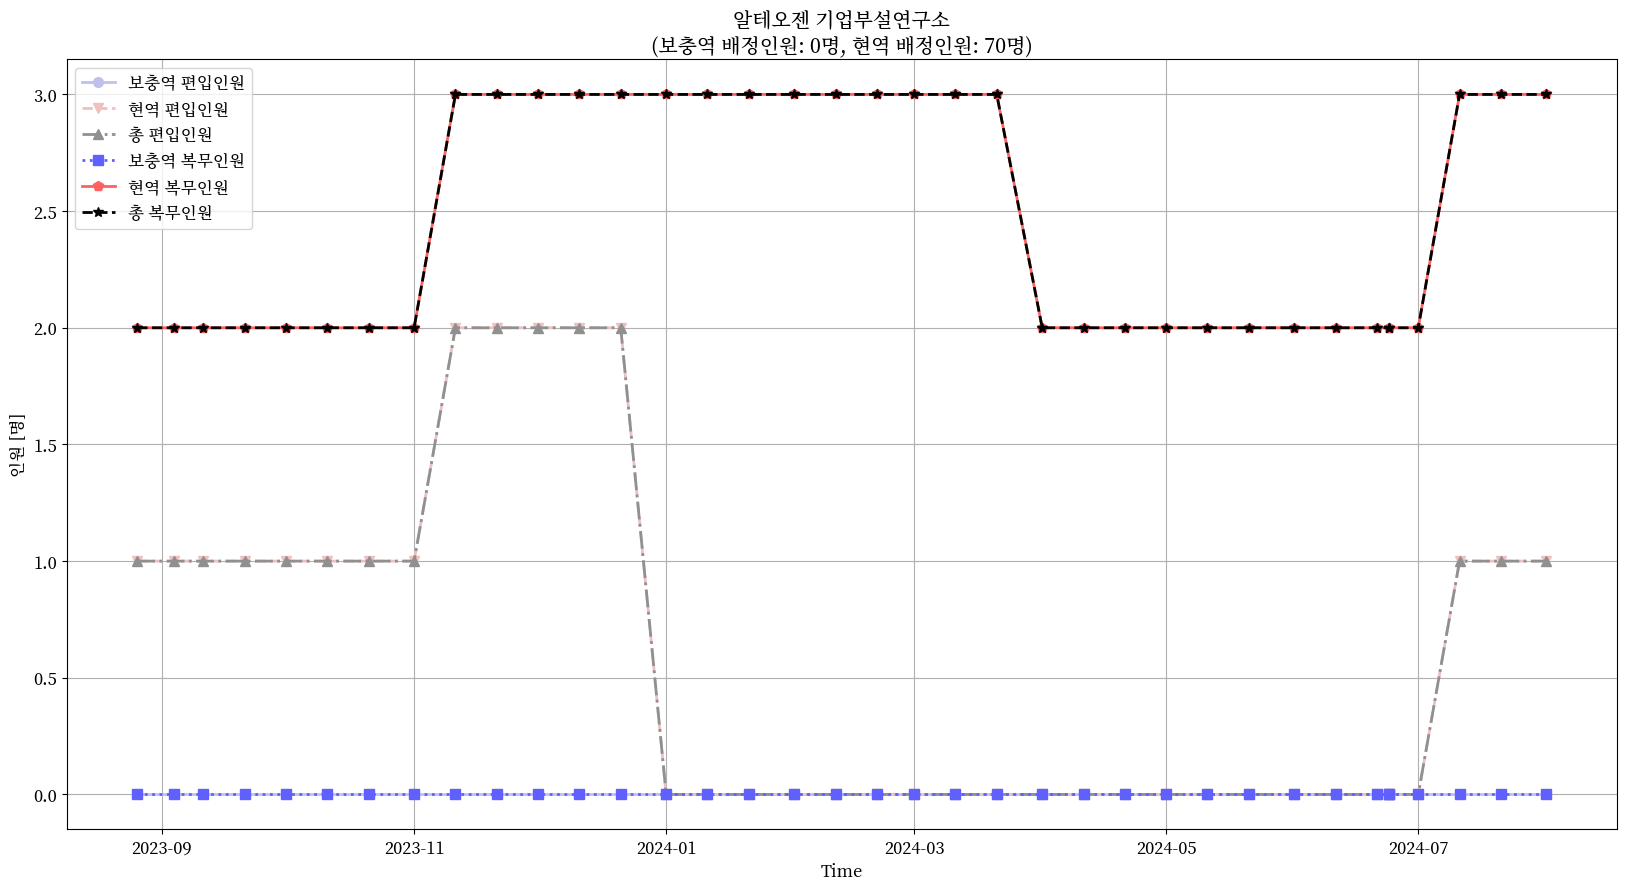 알테오젠 기업부설연구소
(보충역 배정인원: 0명, 현역 배정인원: 70명)
보충역 편입인원
현역 편입인원
총 편입인원
보충역 복무인원
현역 복무인원
총 복무인원
3.0
2.5
2.0
1.5
1.0
0.5
0.0
인원 [명]
2023-09
2023-11
2024-01
2024-03
2024-05
2024-07
Time